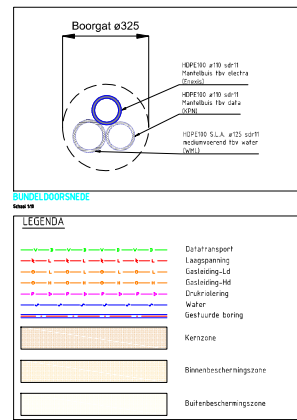 Boorgat ø325
HDPE100 ø110 sdr11
Mantelbuis tbv electra
(Enexis)
HDPE100 ø110 sdr11
Mantelbuis tbv data
(KPN)
HDPE100 S.L.A. ø125 sdr11
mediumvoerend tbv water
(WML)
BUNDELDOORSNEDE
Schaal 1:10
LEGENDA
Datatransport
Laagspanning
Gasleiding-Ld
Gasleiding-Hd
Drukriolering
Water
Gestuurde boring
Kernzone
Binnenbeschermingszone
Buitenbeschermingszone